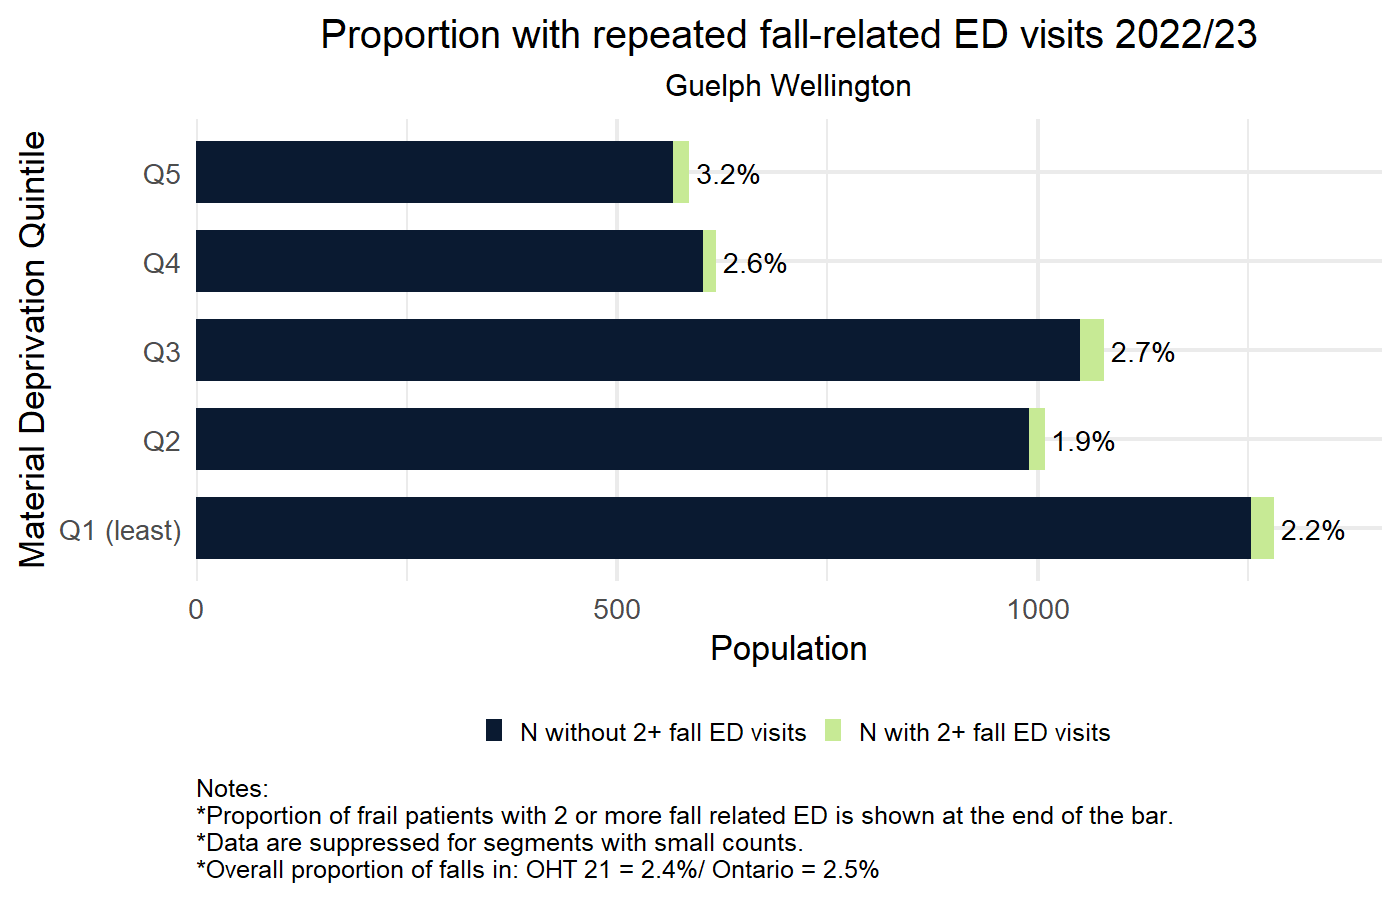 Proportion with repeated fall-related ED visits 2022/23
Guelph Wellington
Material Deprivation Quintile
Q5
3.2%
Q4
2.6%
Q3
2.7%
Q2
1.9%
Q1 (least)
2.2%
0
500
1000
Population
N without 2+ fall ED visits
N with 2+ fall ED visits
Notes:
*Proportion of frail patients with 2 or more fall related ED is shown at the end of the bar.
*Data are suppressed for segments with small counts.
*Overall proportion of falls in: OHT 21 = 2.4%/ Ontario = 2.5%